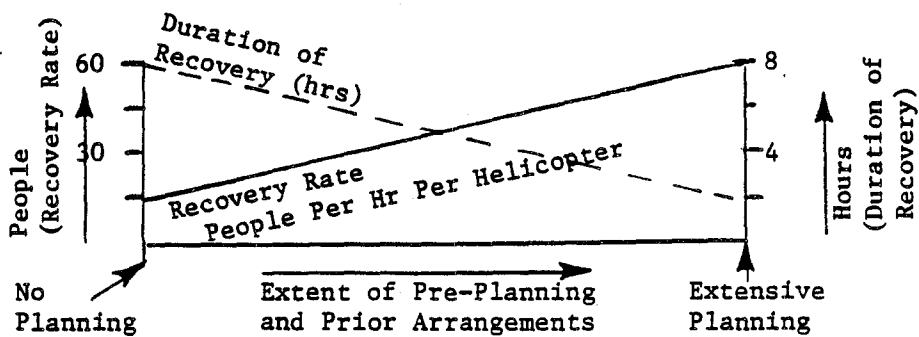 People
(Recovery Rate)
60
30
Duration of
Recovery (hrs)
Recovery Rate
People Per Hr Per Helicopter
8
4
Hours
(Duration of
Recovery)
No
Planning
Extent of Pre-Planning
and Prior Arrangements
Extensive
Planning